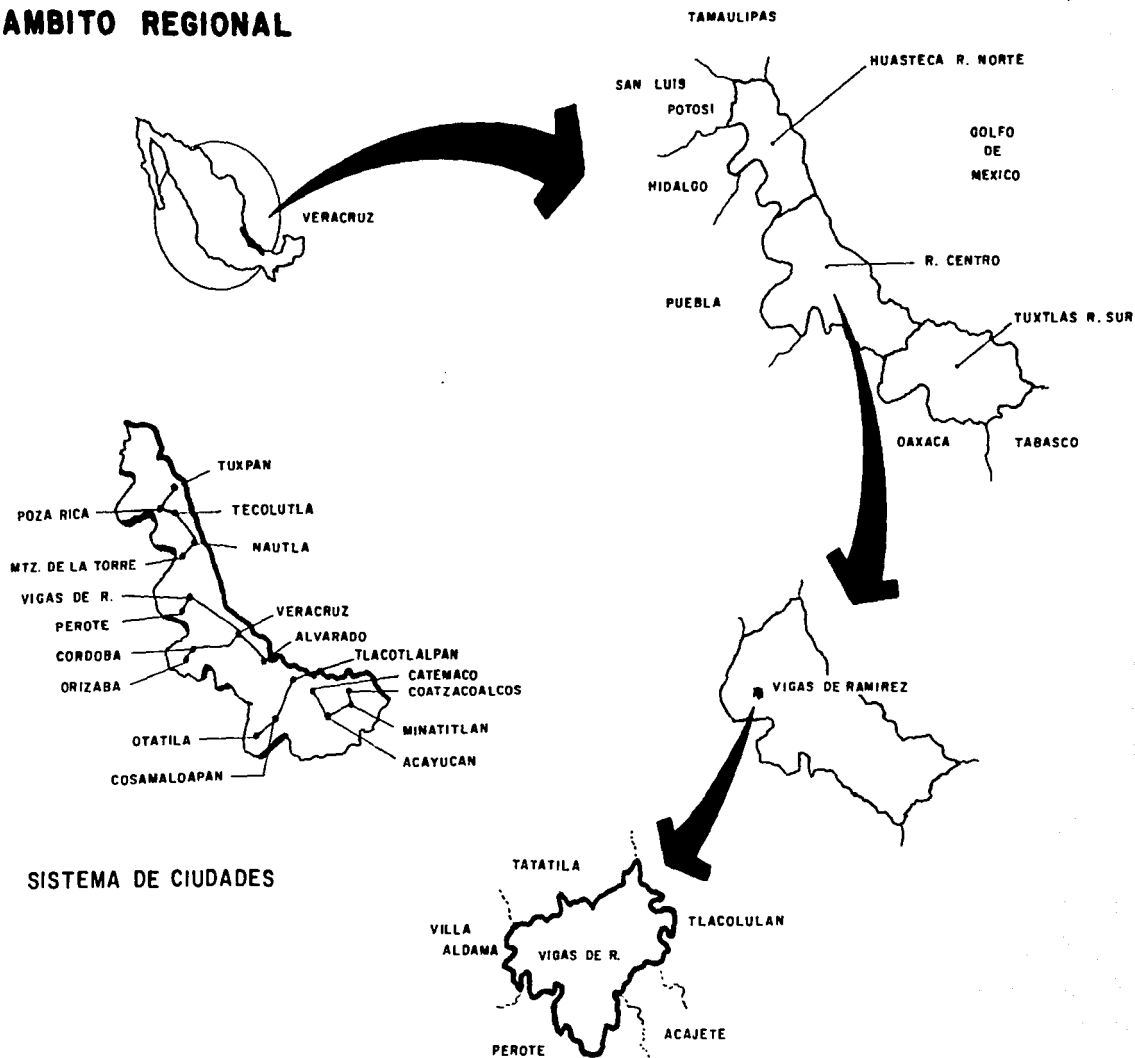 AMBITO REGIONAL
TAMAULIPAS
HUASTECA R. NORTE
SAN LUIS
POTOSI
GOLFO
DE
MEXICO
HIDALGO
VERACRUZ
R. CENTRO
PUEBLA
TUXTLAS R. SUR
OAXACA
TABASCO
TUXPAN
POZA RICA
TECOLUTLA
NAUTLA
MTZ. DE LA TORRE
VIGAS DE R.
PEROTE
VERACRUZ
ALVARADO
CORDOBA
TLACOTLALPAN
ORIZABA
CATEMACO
COATZACOALCOS
MINATITLAN
OTATILA
ACAYUCAN
COSAMALOAPAN
VIGAS DE RAMIREZ
SISTEMA DE CIUDADES
TATATILA
VILLA
ALDAMA
TLACOLULAN
VIGAS DE R.
ACAJETE
PEROTE